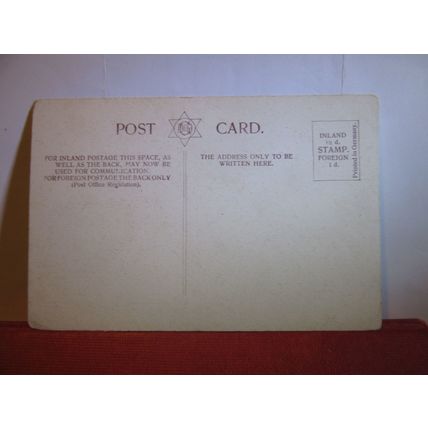 POST CARD.
FOR INLAND POSTAGE THIS SPACE, AS
WELL AS THE BACK, MAY NOW BE
USED FOR COMMUNICATION.
FOR FOREIGN POSTAGE THE BACK ONLY
(Post Office Regulation).
THE ADDRESS ONLY TO BE
WRITTEN HERE.
INLAND
½ d.
STAMP.
FOREIGN
1 d.
Printed in Germany.